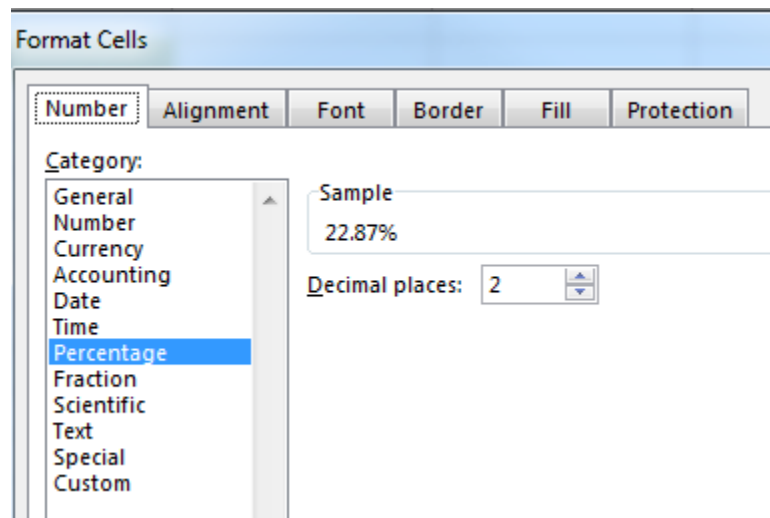 Format Cells
Number Alignment Font Border Fill Protection
Category:
General
Number
Currency
Accounting
Date
Time
Percentage
Fraction
Scientific
Text
Special
Custom
Sample
22.87%
Decimal places: 2